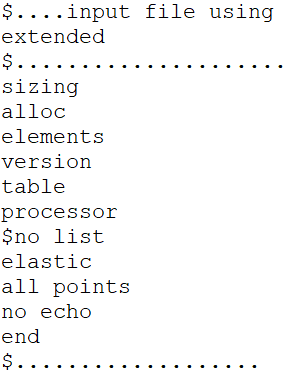 $....input file using
extended
$.....................
sizing
alloc
elements
version
table
processor
$no list
elastic
all points
no echo
end
$...................